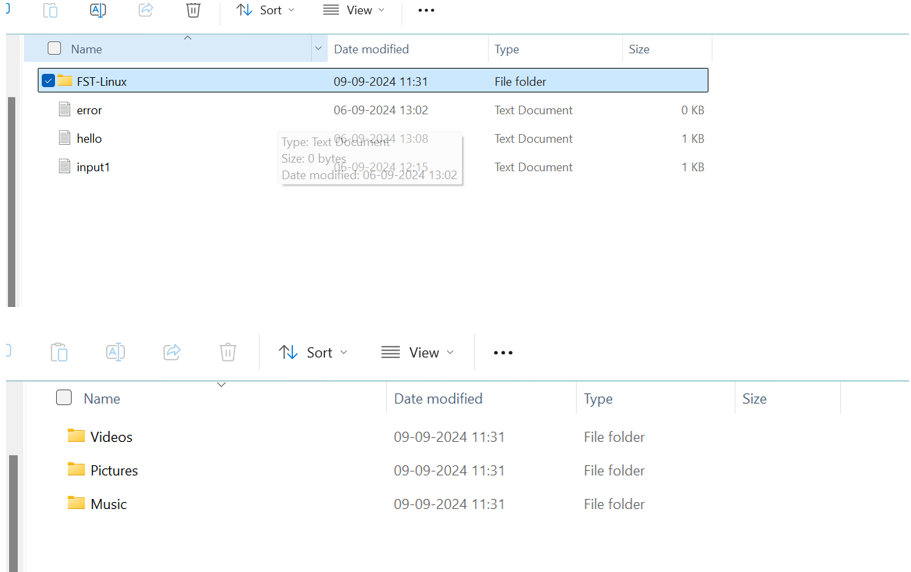 Sort View
Name Date modified Type Size
FST-Linux 09-09-2024 11:31 File folder
error 06-09-2024 13:02 Text Document 0 KB
hello 06-09-2024 13:08 Text Document 1 KB
Type: Text Document
Size: 0 bytes
input1 06-09-2024 12:15 Text Document 1 KB
Date modified: 06-09-2024 13:02
Sort View
Name Date modified Type Size
Videos 09-09-2024 11:31 File folder
Pictures 09-09-2024 11:31 File folder
Music 09-09-2024 11:31 File folder